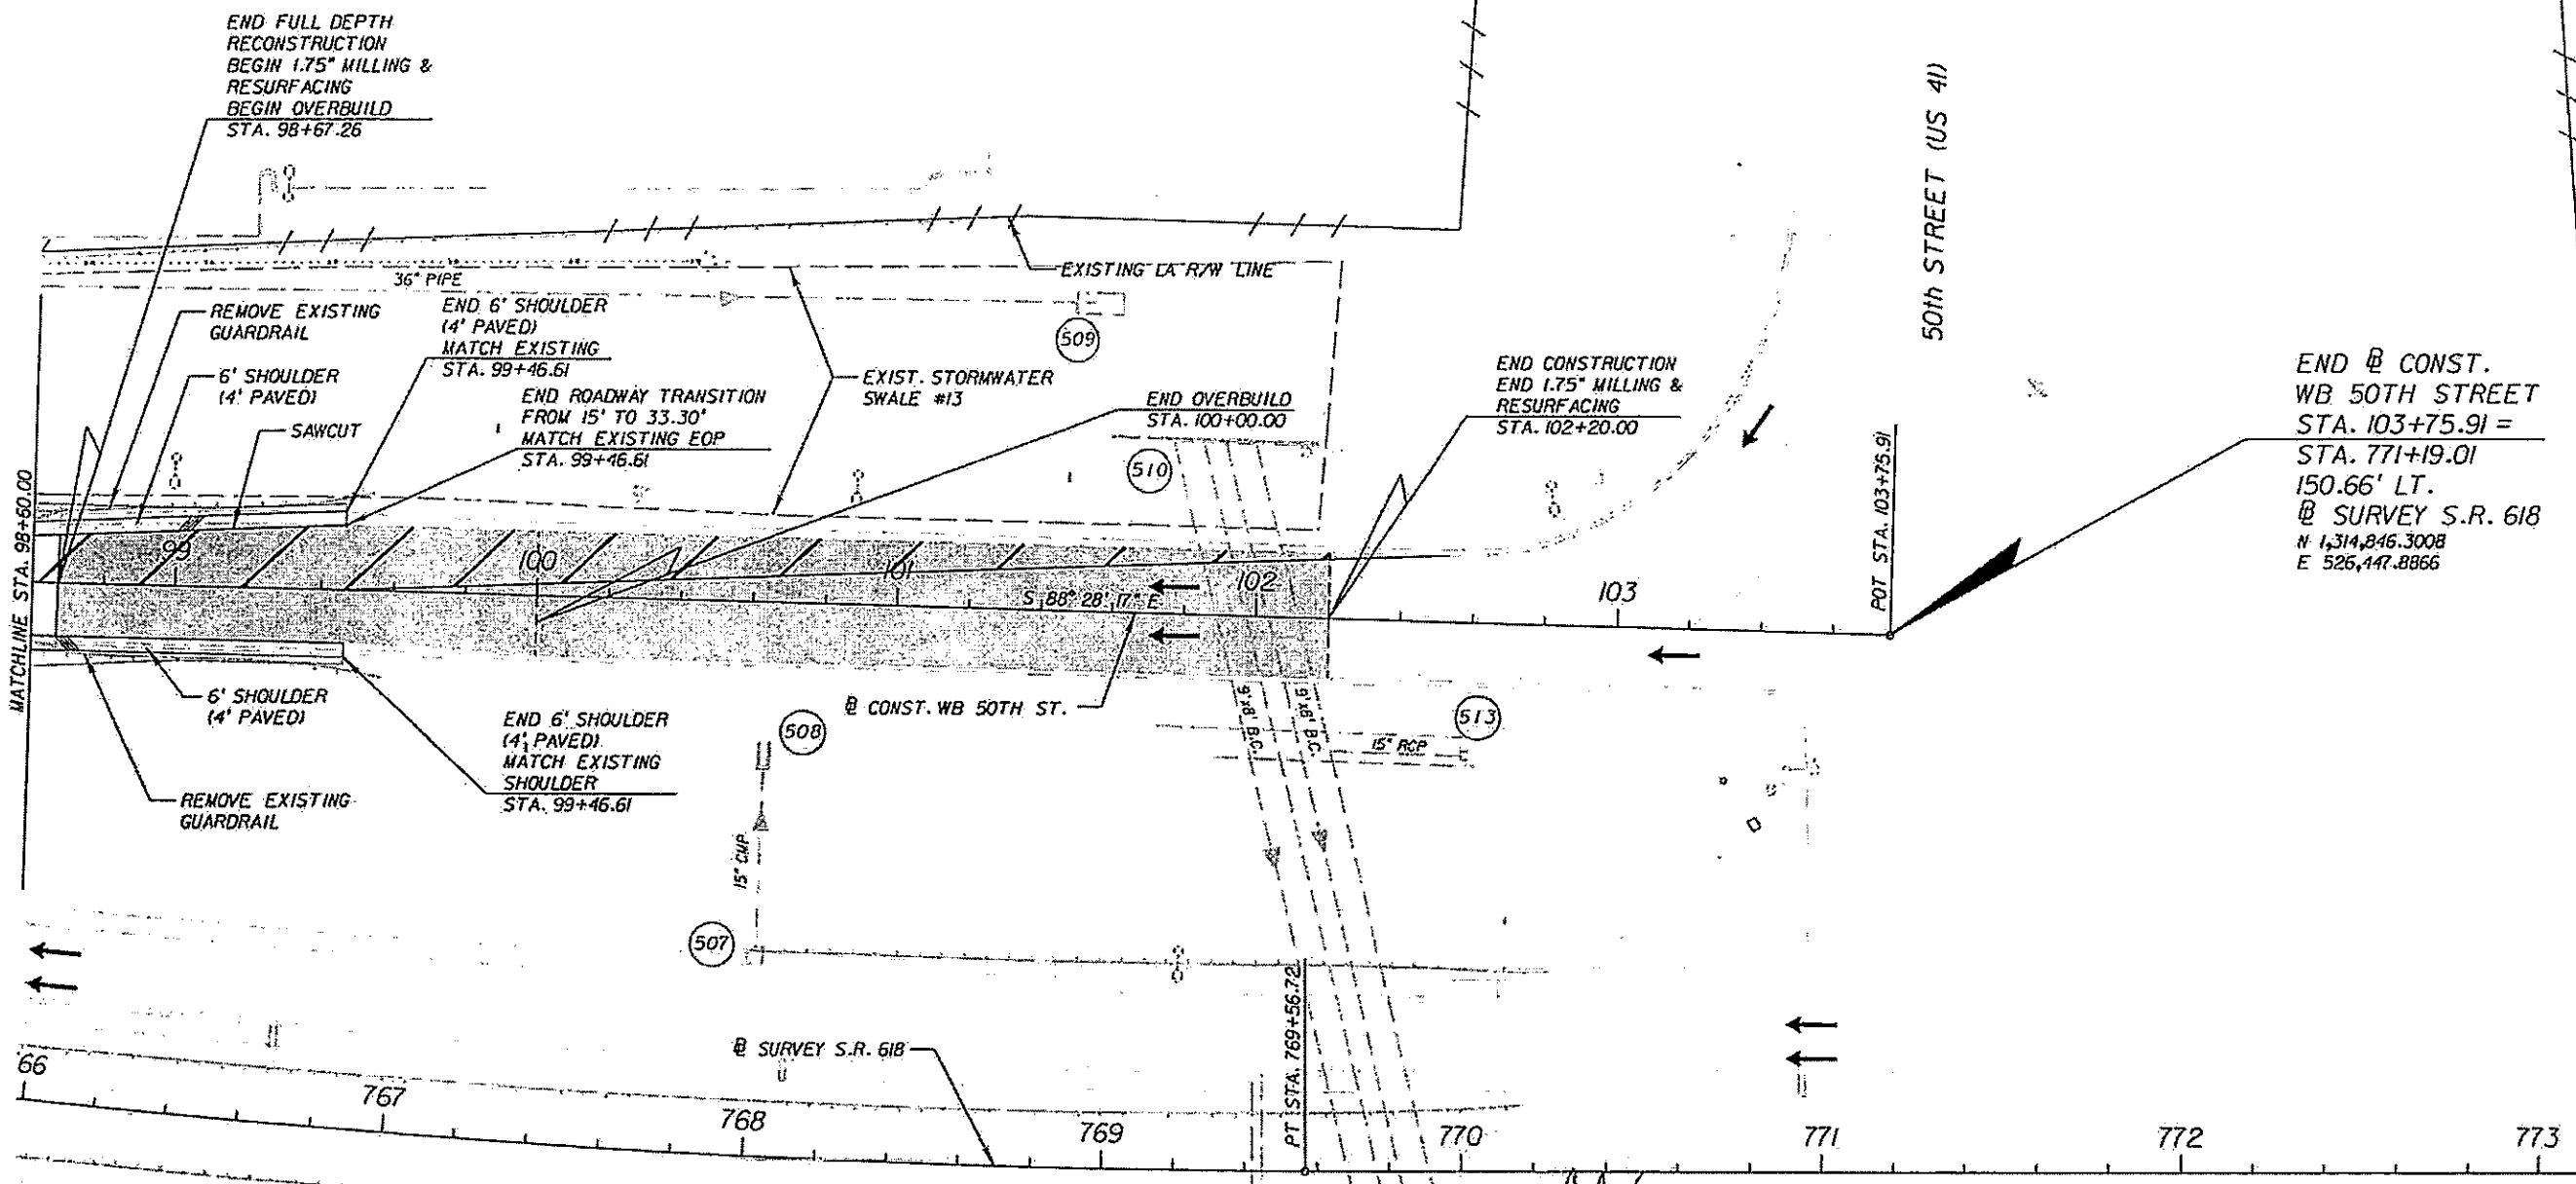 END FULL DEPTH
RECONSTRUCTION
BEGIN 1.75" MILLING &
RESURFACING
BEGIN OVERBUILD
STA. 98+67.26
50th STREET (US 41)
36" PIPE
EXISTING LA R/W LINE
REMOVE EXISTING
GUARDRAIL
END 6' SHOULDER
(4' PAVED)
MATCH EXISTING
STA. 99+46.61
509
6' SHOULDER
(4' PAVED)
EXIST. STORMWATER
SWALE #13
END CONSTRUCTION
END 1.75" MILLING &
RESURFACING
STA. 102+20.00
END ROADWAY TRANSITION
FROM 15' TO 33.30'
MATCH EXISTING EOP
STA. 99+46.61
END OVERBUILD
STA. 100+00.00
SAWCUT
510
END ⅊ CONST.
WB 50TH STREET
STA. 103+75.91 =
STA. 771+19.01
150.66' LT.
⅊ SURVEY S.R. 618
N 1,314,846.3008
E 526,447.8866
MATCHLINE STA. 98+60.00
POT STA. 103+75.91
99
100
101
102
103
S 88° 28' 17" E
6' SHOULDER
(4' PAVED)
⅊ CONST. WB 50TH ST.
END 6' SHOULDER
(4' PAVED)
MATCH EXISTING
SHOULDER
STA. 99+46.61
508
9'x8' B.C.
9'x8' B.C.
513
15" RCP
REMOVE EXISTING
GUARDRAIL
15" CMP
507
PT STA. 769+56.72
⅊ SURVEY S.R. 618
66
767
768
769
770
771
772
773